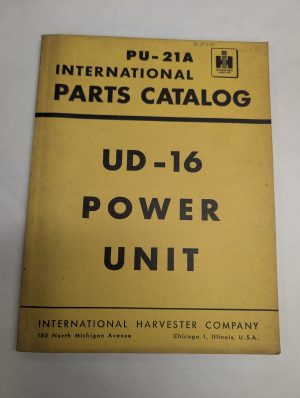 PU-21A
INTERNATIONAL
PARTS CATALOG
UD-16
POWER
UNIT
INTERNATIONAL HARVESTER COMPANY
180 North Michigan Avenue Chicago 1, Illinois, U.S.A.